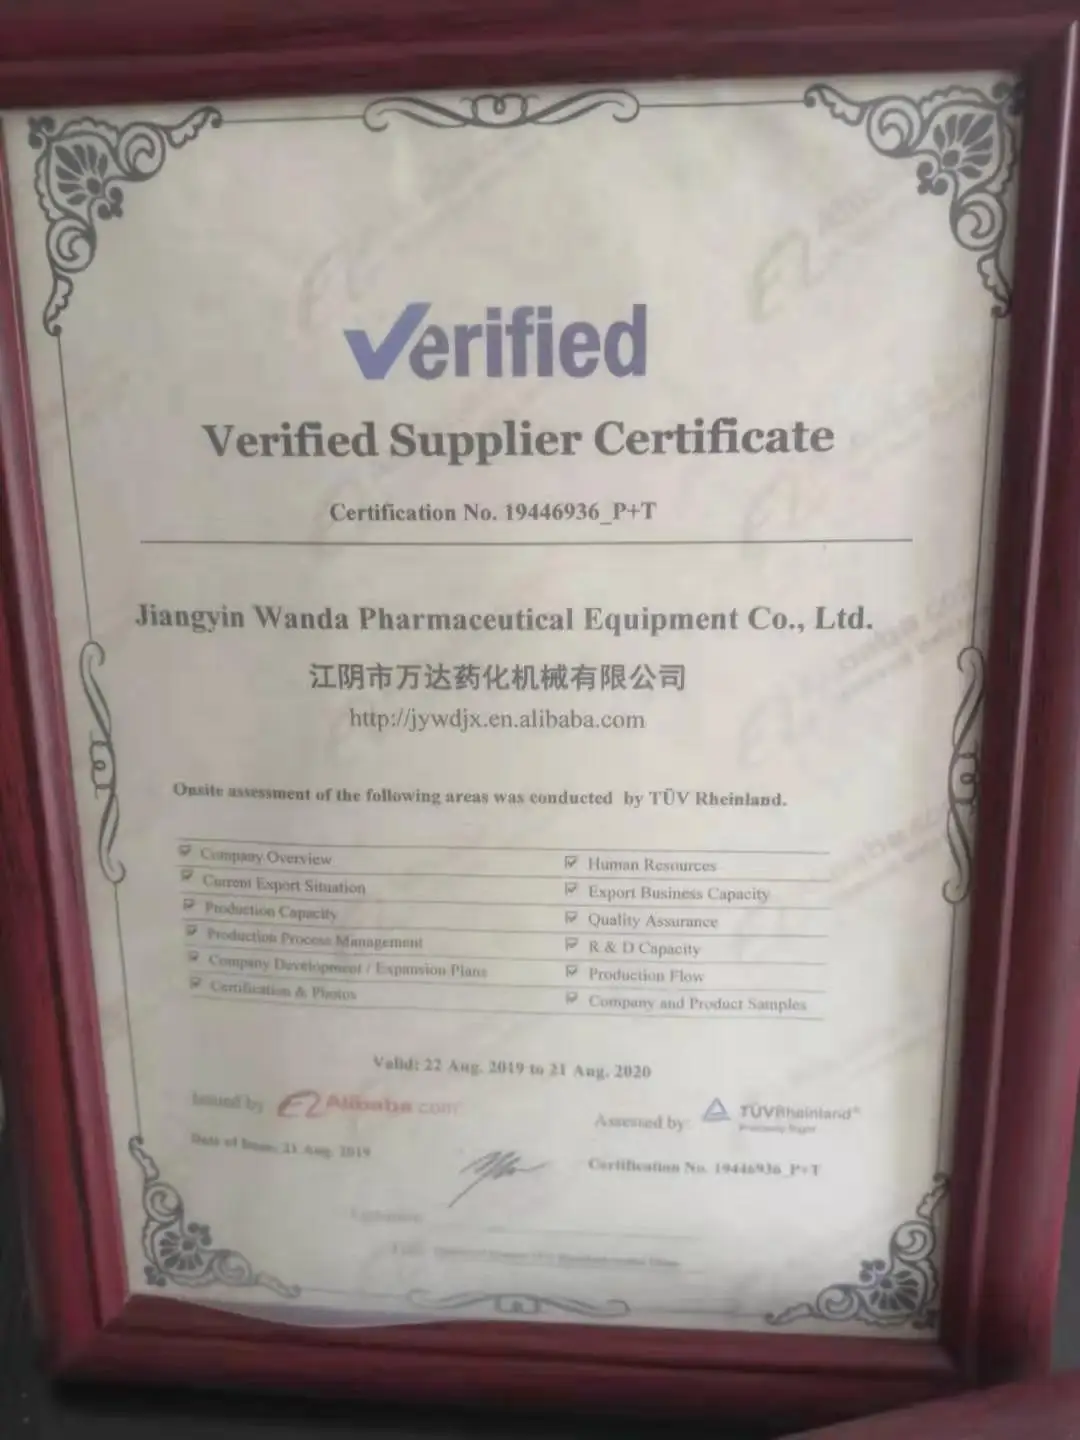 Verified
Verified Supplier Certificate
Certification No. 19446936_P+T
Jiangyin Wanda Pharmaceutical Equipment Co., Ltd.
江阴市万达药化机械有限公司
http://jywdjx.en.alibaba.com
Onsite assessment of the following areas was conducted by TÜV Rheinland.
Company Overview
Human Resources
Current Export Situation
Export Business Capacity
Production Capacity
Quality Assurance
Production Process Management
R & D Capacity
Company Development / Expansion Plans
Production Flow
Certification & Photos
Company and Product Samples
Valid: 22 Aug. 2019 to 21 Aug. 2020
Issued by Alibaba.com
Assessed by: TÜVRheinland®
Precisely Right.
Date of Issue: 21 Aug. 2019
Certification No. 19446936_P+T